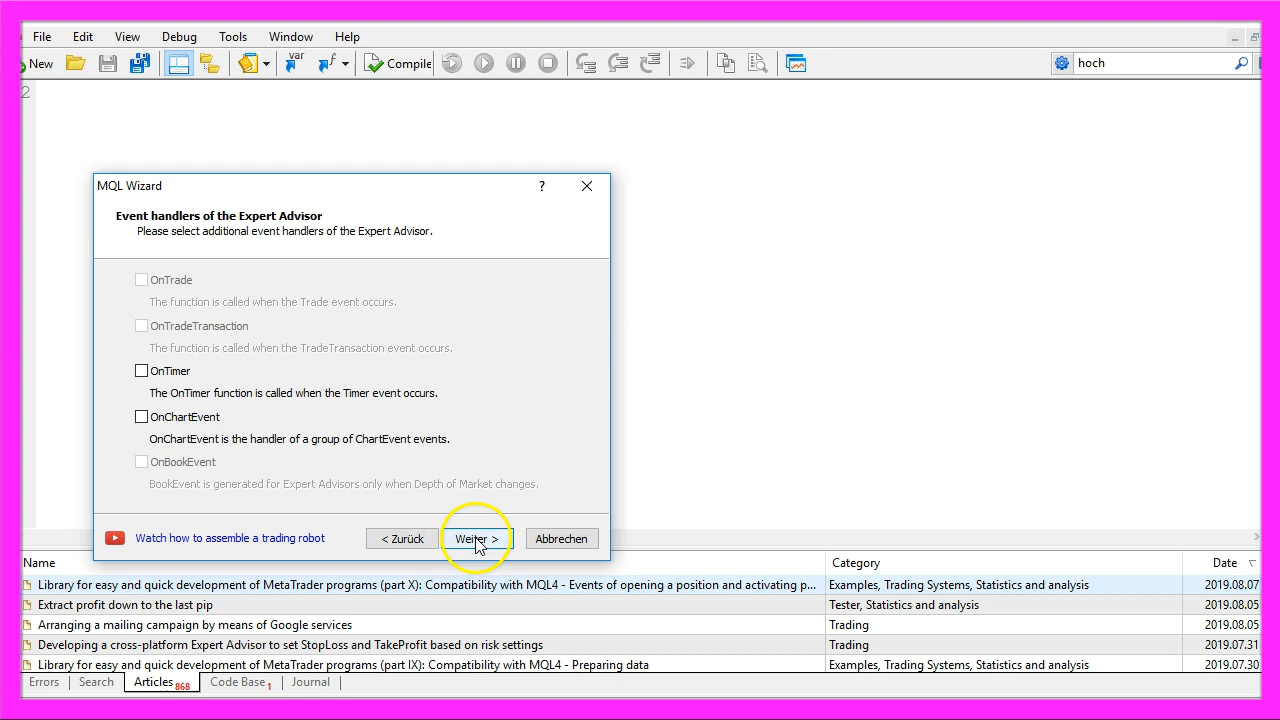 File Edit View Debug Tools Window Help
New var Compile hoch
2
MQL Wizard ?
Event handlers of the Expert Advisor
Please select additional event handlers of the Expert Advisor.
OnTrade
The function is called when the Trade event occurs.
OnTradeTransaction
The function is called when the TradeTransaction event occurs.
OnTimer
The OnTimer function is called when the Timer event occurs.
OnChartEvent
OnChartEvent is the handler of a group of ChartEvent events.
OnBookEvent
BookEvent is generated for Expert Advisors only when Depth of Market changes.
Watch how to assemble a trading robot < Zurück Weiter > Abbrechen
Name Category Date
Library for easy and quick development of MetaTrader programs (part X): Compatibility with MQL4 - Events of opening a position and activating p... Examples, Trading Systems, Statistics and analysis 2019.08.07
Extract profit down to the last pip Tester, Statistics and analysis 2019.08.05
Arranging a mailing campaign by means of Google services Trading 2019.08.05
Developing a cross-platform Expert Advisor to set StopLoss and TakeProfit based on risk settings Trading 2019.07.31
Library for easy and quick development of MetaTrader programs (part IX): Compatibility with MQL4 - Preparing data Examples, Trading Systems, Statistics and analysis 2019.07.30
Errors Search Articles 868 Code Base 1 Journal